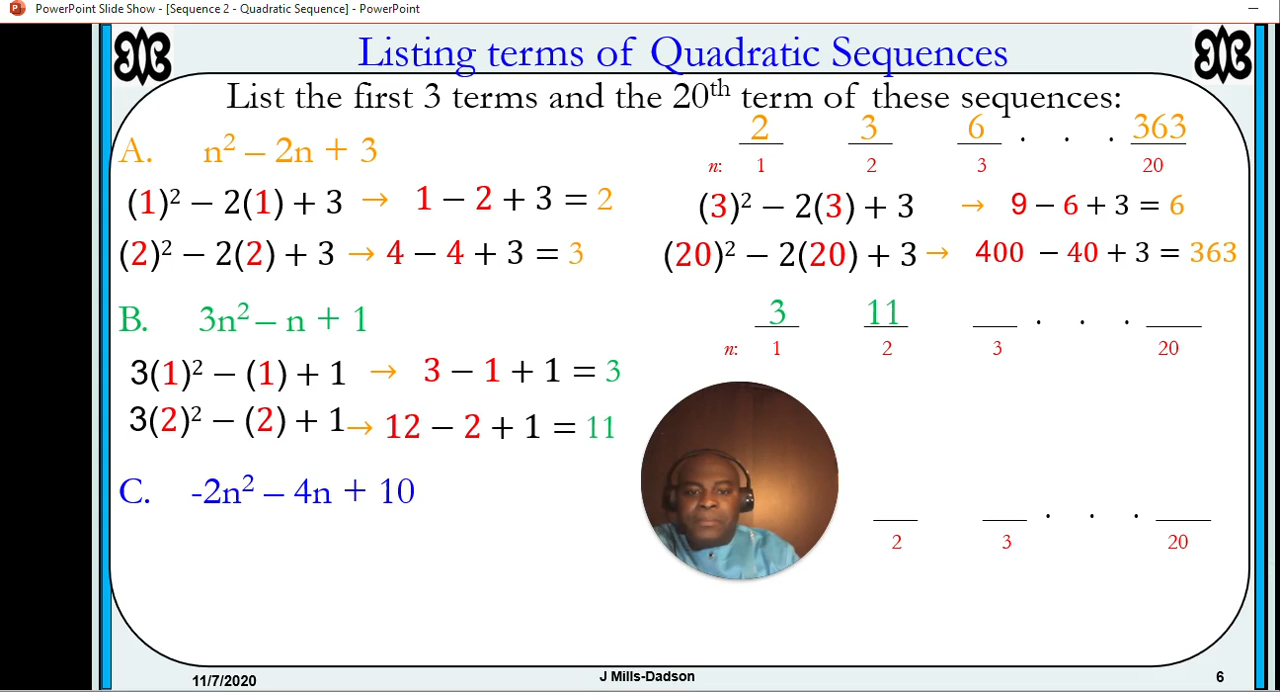 PowerPoint Slide Show - [Sequence 2 - Quadratic Sequence] - PowerPoint
Listing terms of Quadratic Sequences
List the first 3 terms and the 20th term of these sequences:
A. n² – 2n + 3
2 3 6 . . . 363
n: 1 2 3 20
(1)² − 2(1) + 3 → 1 − 2 + 3 = 2
(3)² − 2(3) + 3 → 9 − 6 + 3 = 6
(2)² − 2(2) + 3 → 4 − 4 + 3 = 3
(20)² − 2(20) + 3 → 400 − 40 + 3 = 363
B. 3n² – n + 1
3 11 __ . . . __
n: 1 2 3 20
3(1)² − (1) + 1 → 3 − 1 + 1 = 3
3(2)² − (2) + 1 → 12 − 2 + 1 = 11
C. -2n² – 4n + 10
__ __ . . . __
2 3 20
11/7/2020
J Mills-Dadson
6